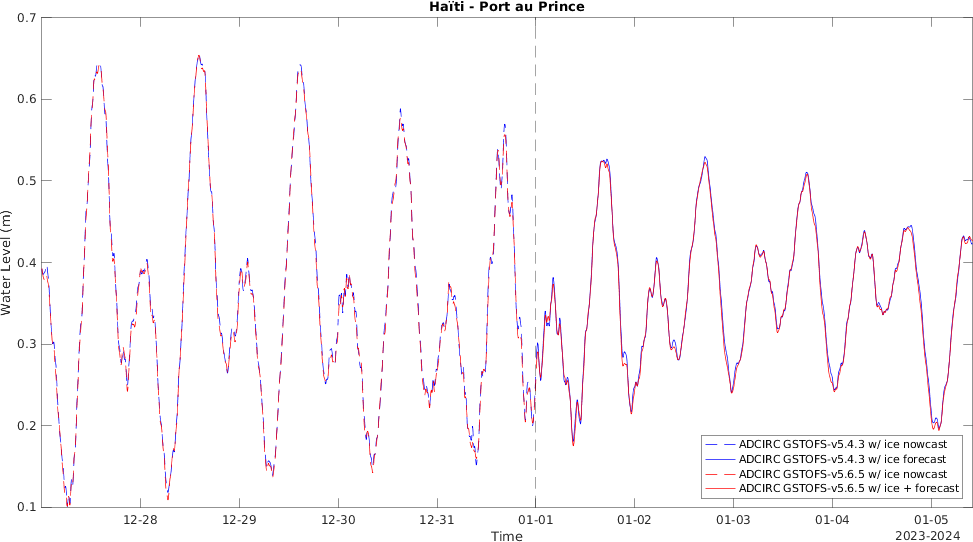 Haïti - Port au Prince
0.7
0.6
0.5
0.4
0.3
0.2
0.1
Water Level (m)
ADCIRC GSTOFS-v5.4.3 w/ ice nowcast
ADCIRC GSTOFS-v5.4.3 w/ ice forecast
ADCIRC GSTOFS-v5.6.5 w/ ice nowcast
ADCIRC GSTOFS-v5.6.5 w/ ice + forecast
12-28 12-29 12-30 12-31 01-01 01-02 01-03 01-04 01-05
Time
2023-2024